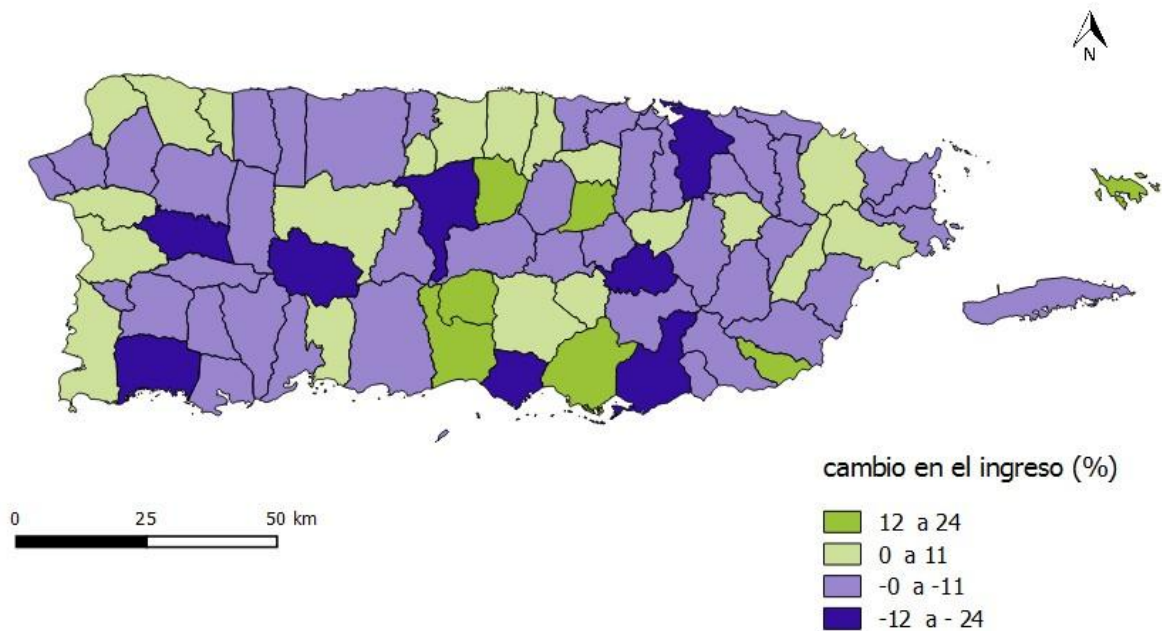 N
cambio en el ingreso (%)
12 a 24
0 a 11
-0 a -11
-12 a - 24
0 25 50 km